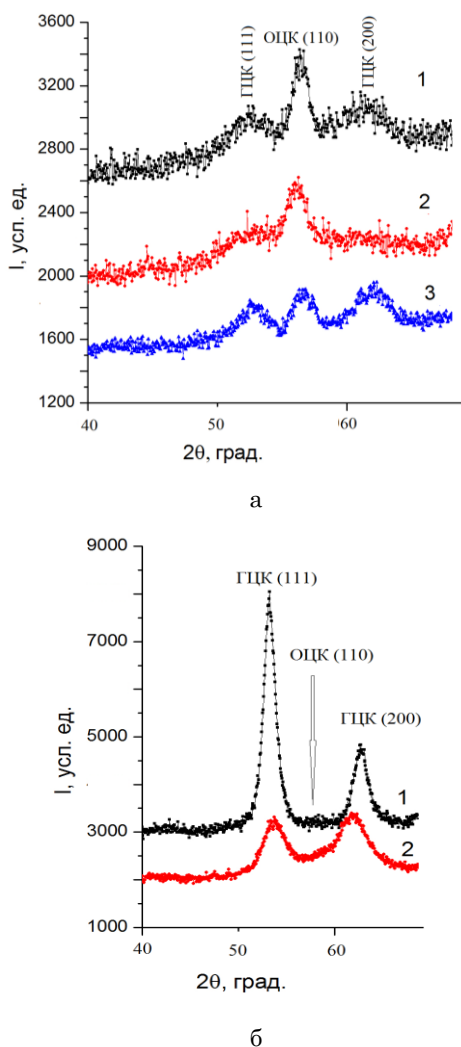 3600
3200
2800
2400
2000
1600
1200
I, усл. ед.
ГЦК (111)
ОЦК (110)
ГЦК (200)
1
2
3
40
50
060
2θ, град.
а
9000
7000
5000
3000
1000
I, усл. ед.
ГЦК (111)
ОЦК (110)
ГЦК (200)
1
2
40
50
60
2θ, град.
б